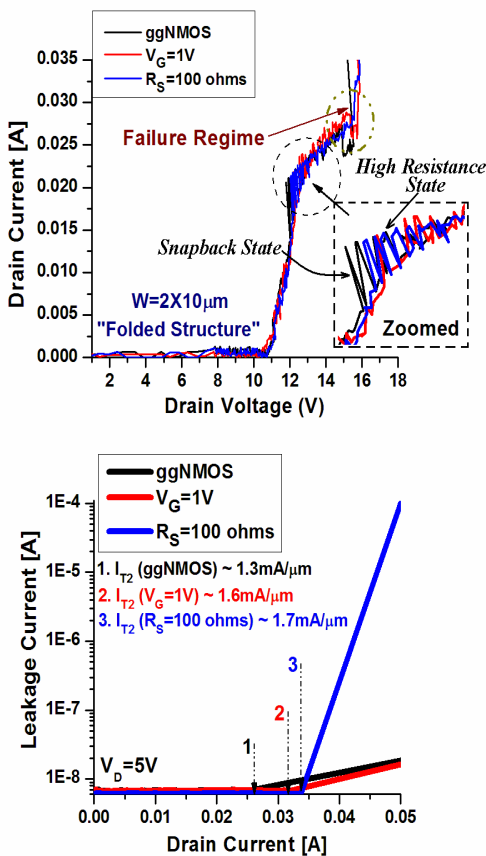 ggNMOS
V_G=1V
R_S=100 ohms
Failure Regime
High Resistance
State
Snapback State
W=2X10μm
"Folded Structure"
Zoomed
0.035
0.030
0.025
0.020
0.015
0.010
0.005
0.000
Drain Current [A]
2 4 6 8 10 12 14 16 18
Drain Voltage (V)
ggNMOS
V_G=1V
R_S=100 ohms
1. I_T2 (ggNMOS) ~ 1.3mA/μm
2. I_T2 (V_G=1V) ~ 1.6mA/μm
3. I_T2 (R_S=100 ohms) ~ 1.7mA/μm
3
2
1
V_D=5V
1E-4
1E-5
1E-6
1E-7
1E-8
Leakage Current [A]
0.00 0.01 0.02 0.03 0.04 0.05
Drain Current [A]